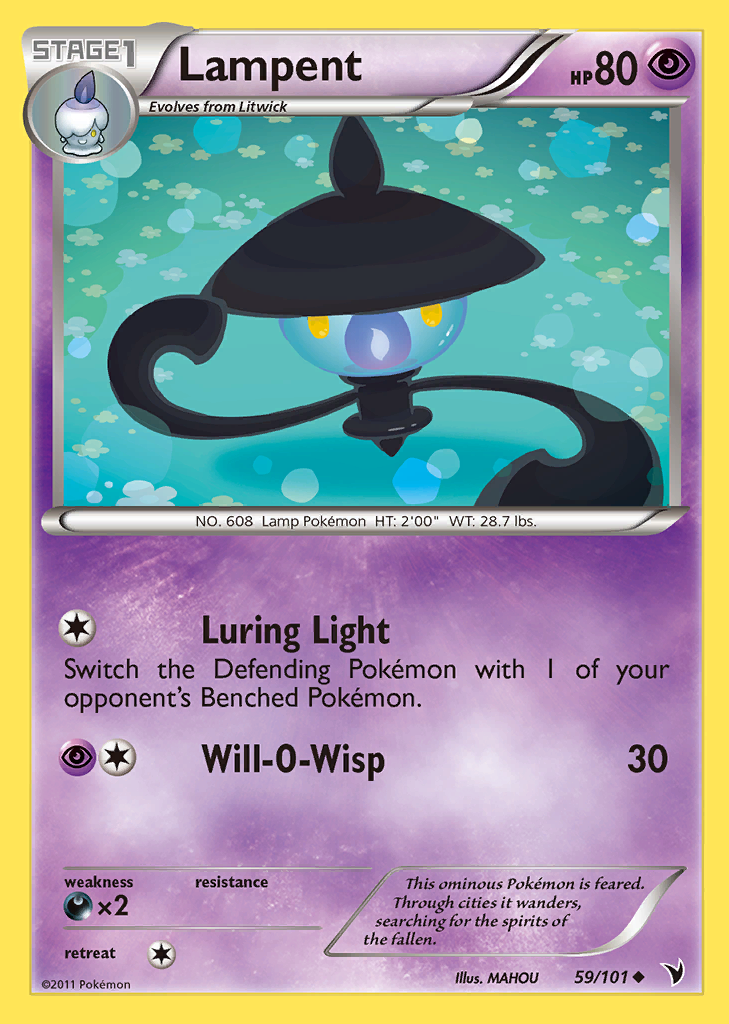 STAGE1
Lampent
HP80
Evolves from Litwick
NO. 608 Lamp Pokémon HT: 2'00" WT: 28.7 lbs.
Luring Light
Switch the Defending Pokémon with 1 of your
opponent's Benched Pokémon.
Will-O-Wisp 30
weakness resistance
×2
retreat
This ominous Pokémon is feared.
Through cities it wanders,
searching for the spirits of
the fallen.
©2011 Pokémon
Illus. MAHOU 59/101